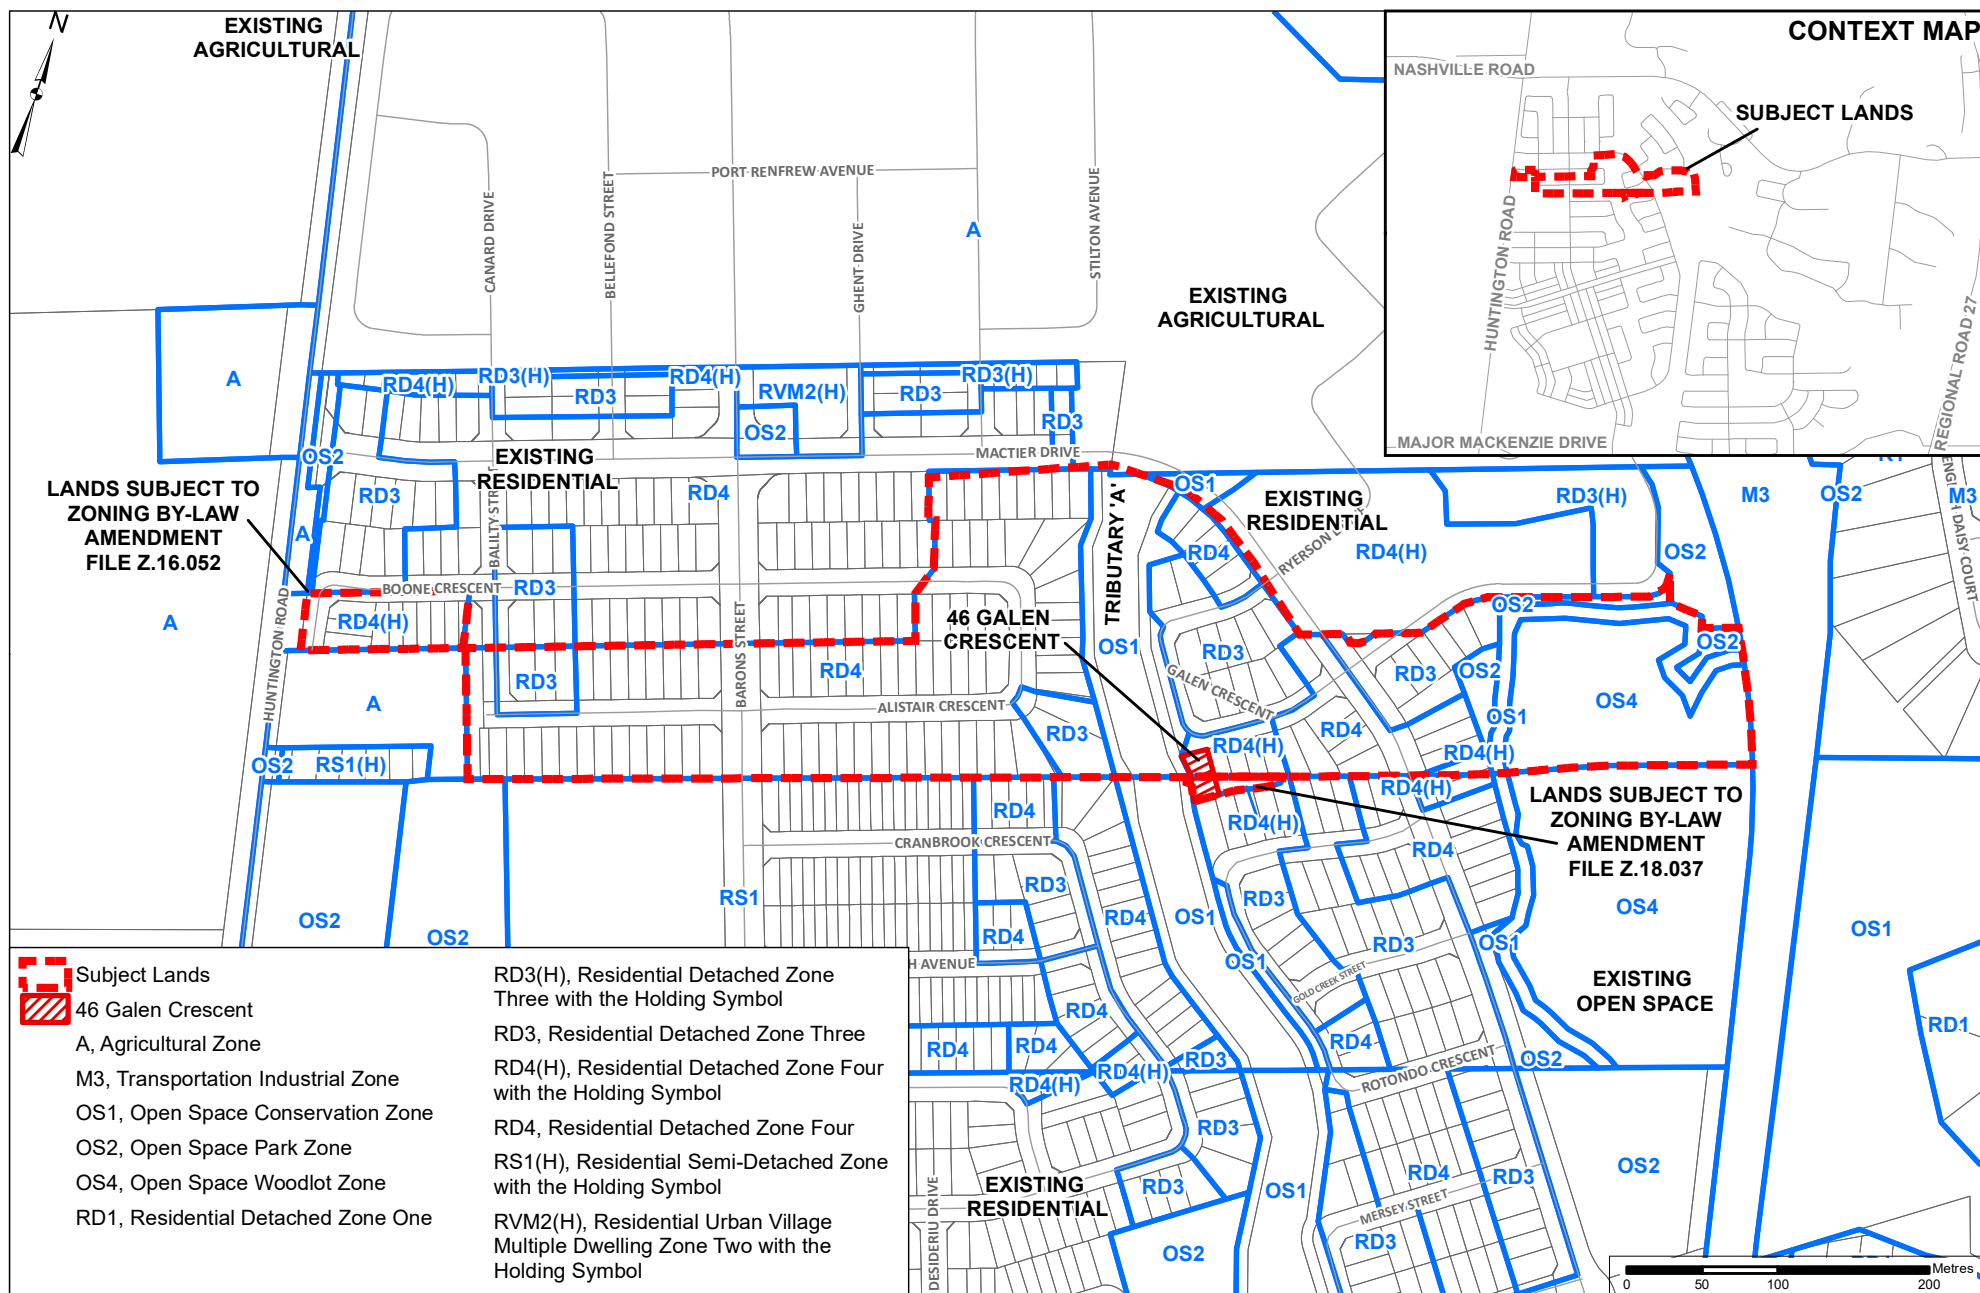 N
EXISTING
AGRICULTURAL
CONTEXT MAP
NASHVILLE ROAD
SUBJECT LANDS
HUNTINGTON ROAD
REGIONAL ROAD 27
MAJOR MACKENZIE DRIVE
PORT RENFREW AVENUE
CANARD DRIVE
BELLEFOND STREET
GHENT DRIVE
STILTON AVENUE
A
EXISTING
AGRICULTURAL
A
RD4(H)
RD3(H)
RD3
RD4(H)
RVM2(H)
RD3
RD3(H)
OS2
RD3
OS2
MACTIER DRIVE
EXISTING
RESIDENTIAL
LANDS SUBJECT TO
ZONING BY-LAW
AMENDMENT
FILE Z.16.052
RD3
RD4
BALILTY
A
OS1
EXISTING
RESIDENTIAL
RD3(H)
M3
OS2
M3
DAISY COURT
TRIBUTARY 'A'
RD4
RYERSON
RD4(H)
OS2
BOONE CRESCENT
RD3
A
RD4(H)
HUNTINGTON ROAD
BARONS STREET
46 GALEN
CRESCENT
OS1
RD3
OS2
OS2
RD3
OS2
RD3
RD4
GALEN CRESCENT
OS4
A
ALISTAIR CRESCENT
RD3
RD4
OS1
RD4(H)
RD4(H)
OS2
RS1(H)
RD4(H)
RD4
RD4(H)
LANDS SUBJECT TO
ZONING BY-LAW
AMENDMENT
FILE Z.18.037
CRANBROOK CRESCENT
RD4
RD3
RS1
RD3
OS4
OS2
OS2
RD4
RD4
OS1
RD3
OS1
OS1
H AVENUE
OS1
GOLD CREEK STREET
EXISTING
OPEN SPACE
RD4
RD1
RD4
RD4
RD4
RD3
OS2
RD4(H)
RD4(H)
ROTONDO CRESCENT
RD3
OS2
RD4
RD3
EXISTING
RESIDENTIAL
RD3
OS1
MERSEY STREET
RD3
OS2
DESIDERIU DRIVE
Subject Lands
46 Galen Crescent
A, Agricultural Zone
M3, Transportation Industrial Zone
OS1, Open Space Conservation Zone
OS2, Open Space Park Zone
OS4, Open Space Woodlot Zone
RD1, Residential Detached Zone One
RD3(H), Residential Detached Zone
Three with the Holding Symbol
RD3, Residential Detached Zone Three
RD4(H), Residential Detached Zone Four
with the Holding Symbol
RD4, Residential Detached Zone Four
RS1(H), Residential Semi-Detached Zone
with the Holding Symbol
RVM2(H), Residential Urban Village
Multiple Dwelling Zone Two with the
Holding Symbol
Metres
0 50 100 200